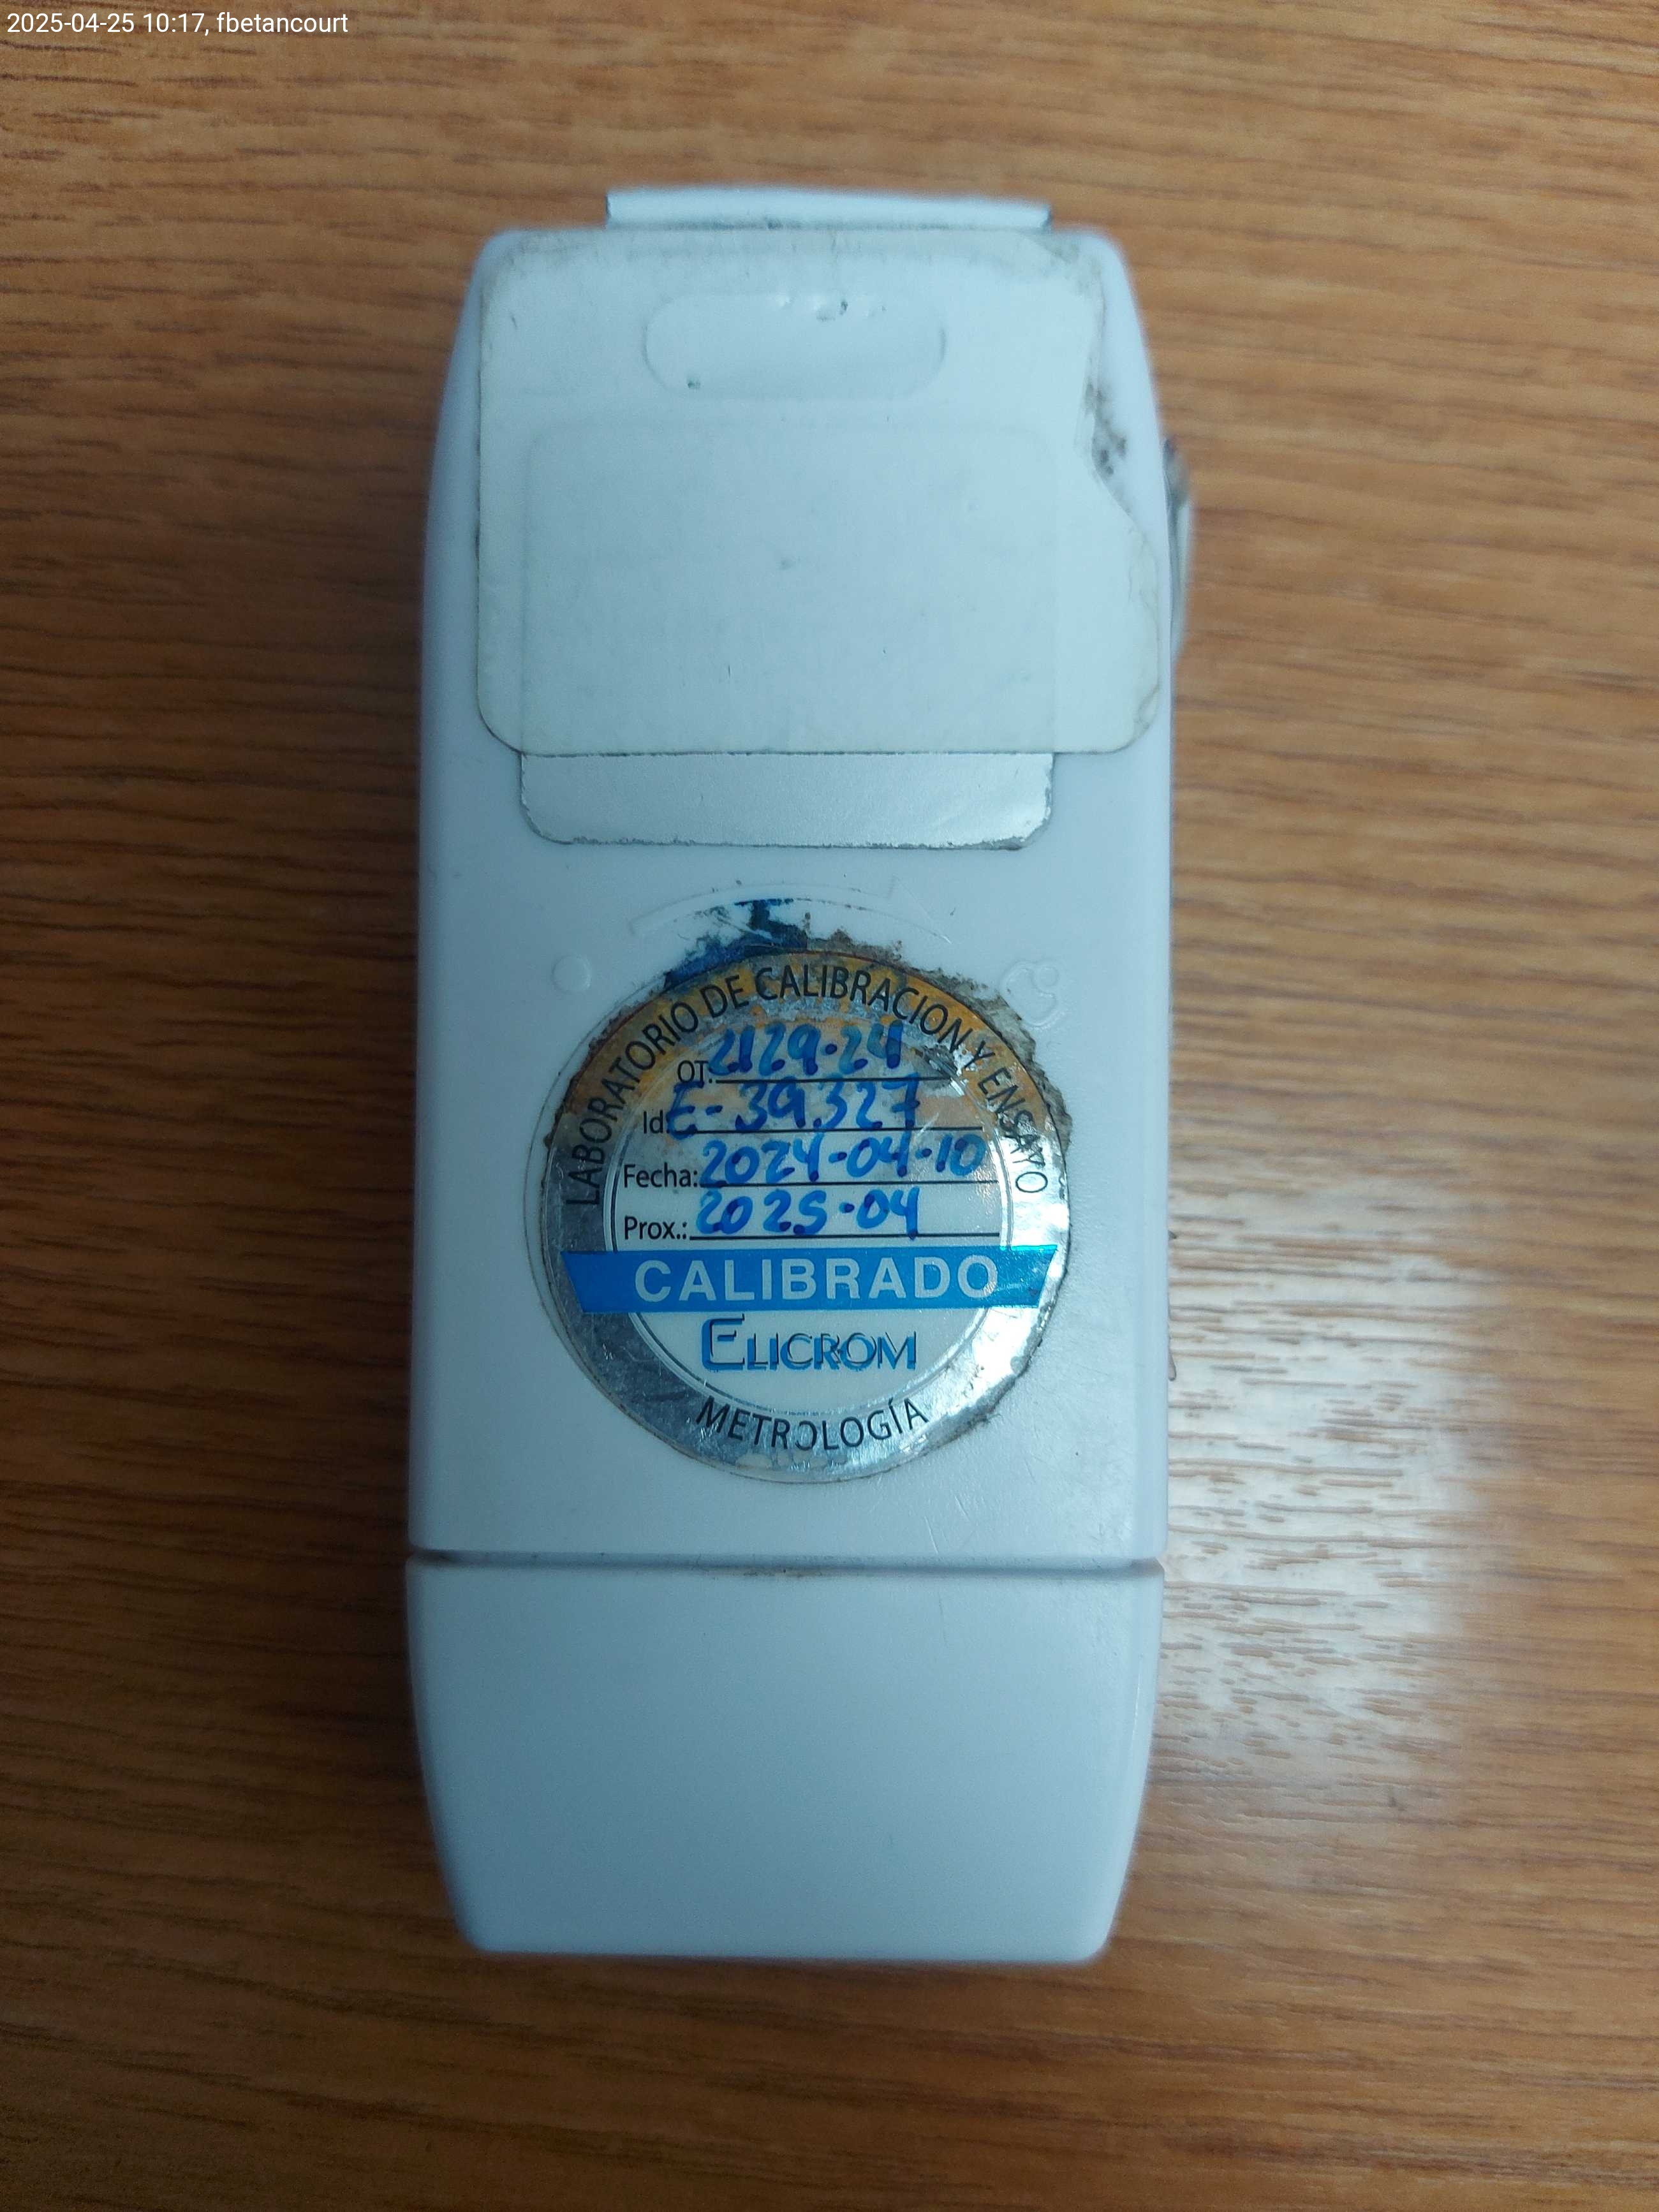 2025-04-25 10:17, fbetancourt
LABORATORIO DE CALIBRACION Y ENSAYO
OT: 2129-24
Id: E-39327
Fecha: 2024-04-10
Prox.: 2025-04
CALIBRADO
ELICROM
METROLOGÍA